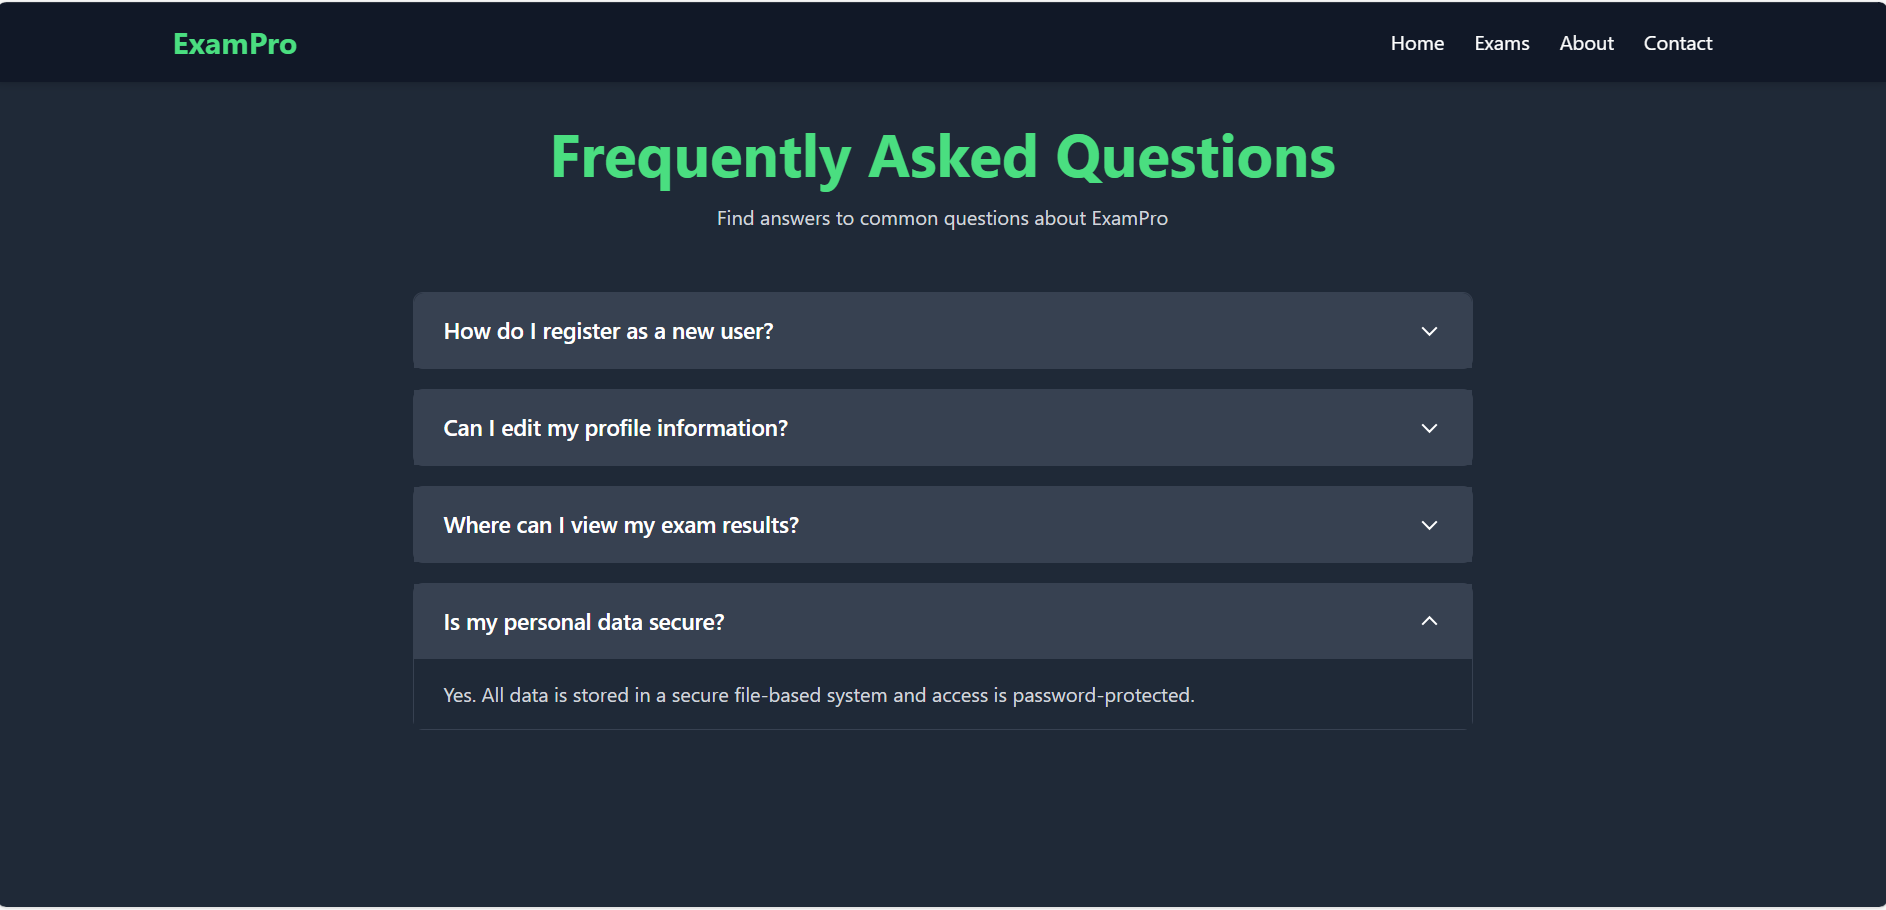 ExamPro
Home Exams About Contact
Frequently Asked Questions
Find answers to common questions about ExamPro
How do I register as a new user?
Can I edit my profile information?
Where can I view my exam results?
Is my personal data secure?
Yes. All data is stored in a secure file-based system and access is password-protected.